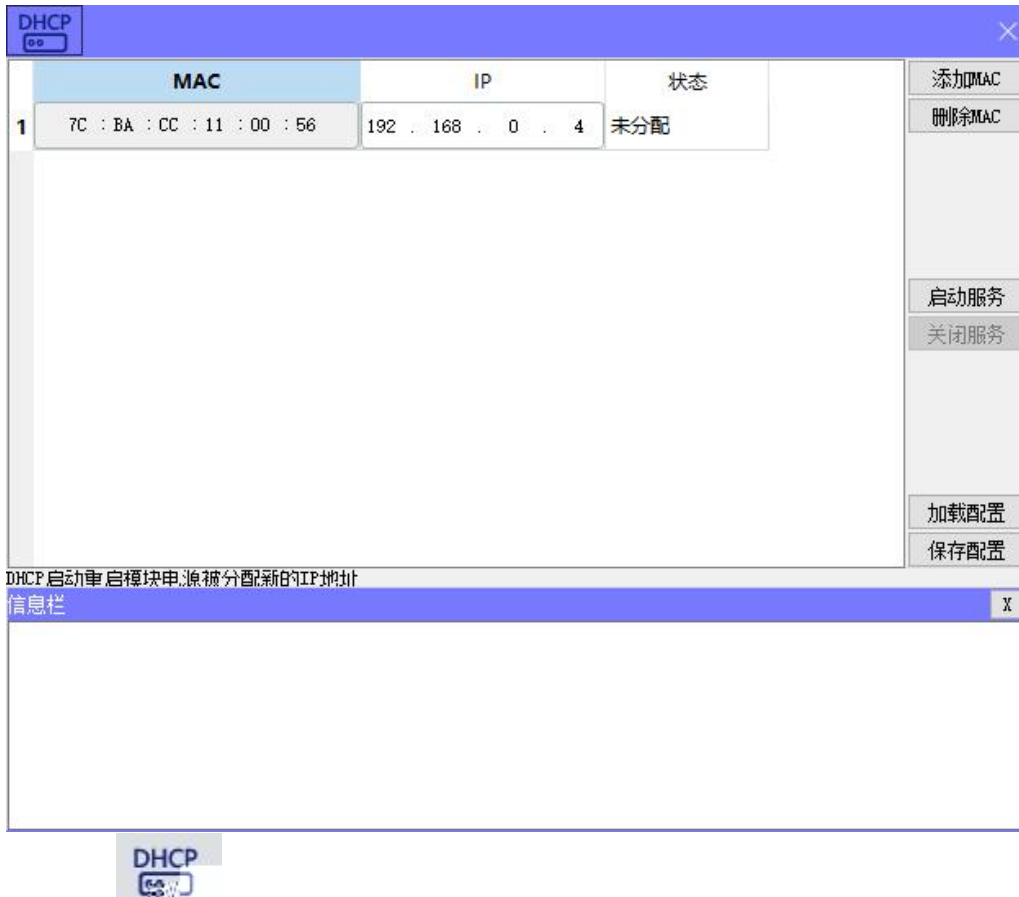 DHCP
MAC IP 状态 添加MAC
1 7C : BA : CC : 11 : 00 : 56 192 . 168 . 0 . 4 未分配 删除MAC
启动服务
关闭服务
加载配置
保存配置
DHCP启动重启模块电源被分配新的IP地址
信息栏 X
DHCP